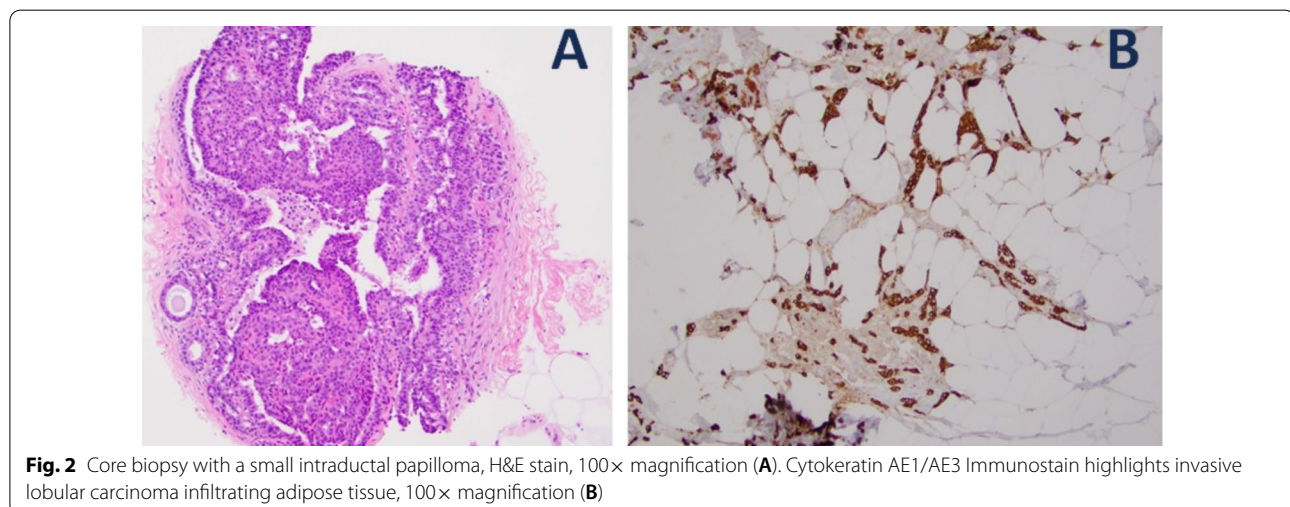 A
B
Fig. 2 Core biopsy with a small intraductal papilloma, H&E stain, 100× magnification (A). Cytokeratin AE1/AE3 Immunostain highlights invasive
lobular carcinoma infiltrating adipose tissue, 100× magnification (B)